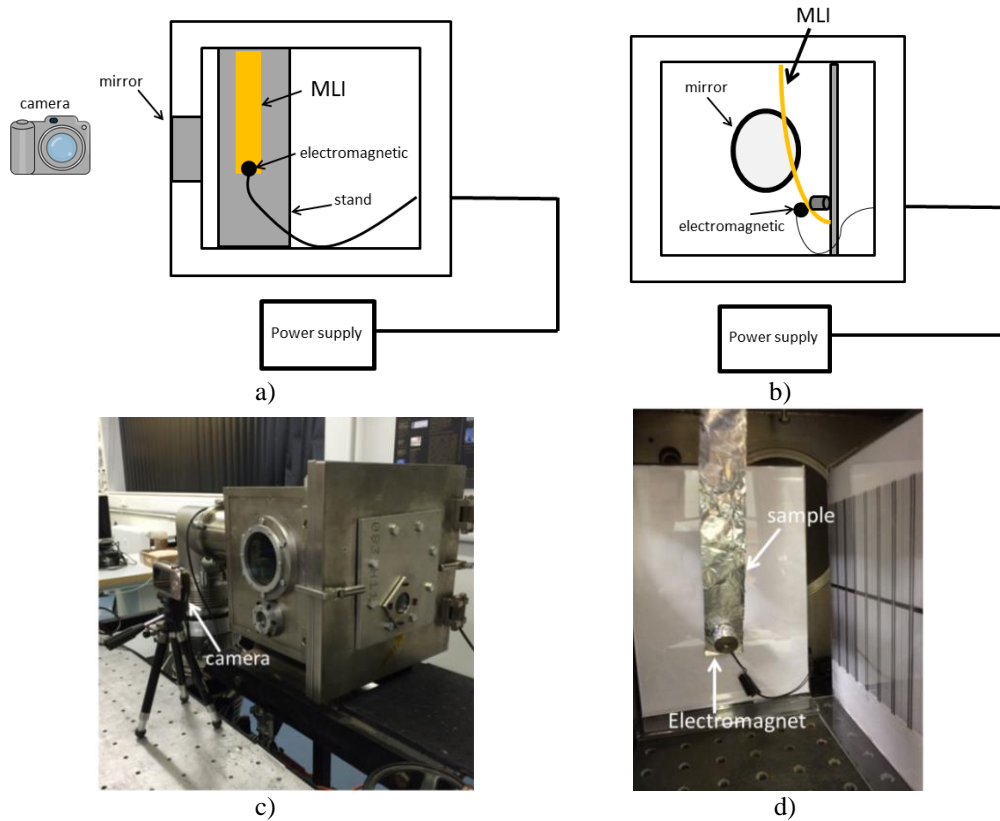 camera
mirror
MLI
electromagnetic
stand
Power supply
a)
MLI
mirror
electromagnetic
Power supply
b)
camera
c)
sample
Electromagnet
d)